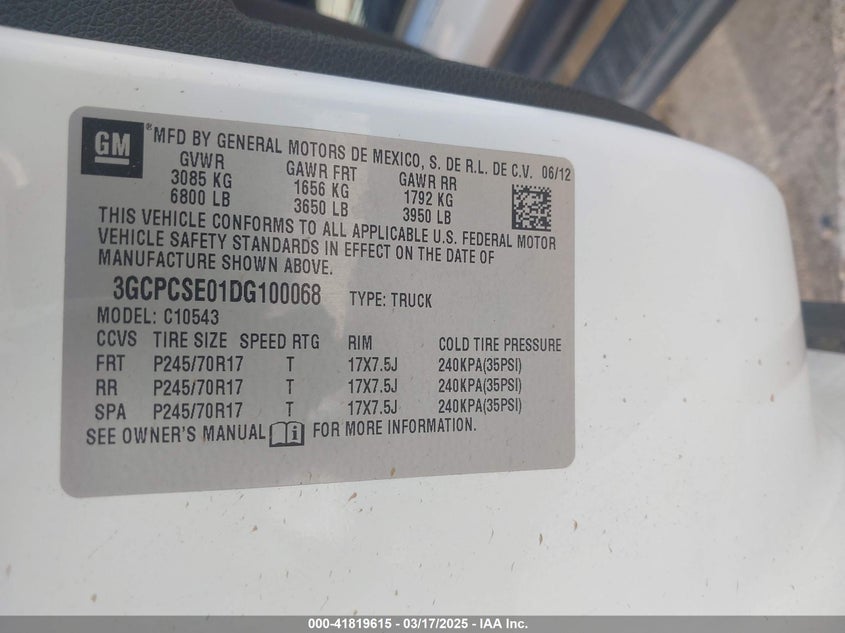 GM ® MFD BY GENERAL MOTORS DE MEXICO, S. DE R.L. DE C.V. 06/12
GVWR GAWR FRT GAWR RR
3085 KG 1656 KG 1792 KG
6800 LB 3650 LB 3950 LB
THIS VEHICLE CONFORMS TO ALL APPLICABLE U.S. FEDERAL MOTOR
VEHICLE SAFETY STANDARDS IN EFFECT ON THE DATE OF
MANUFACTURE SHOWN ABOVE.
3GCPCSE01DG100068 TYPE: TRUCK
MODEL: C10543
CCVS TIRE SIZE SPEED RTG RIM COLD TIRE PRESSURE
FRT P245/70R17 T 17X7.5J 240KPA(35PSI)
RR P245/70R17 T 17X7.5J 240KPA(35PSI)
SPA P245/70R17 T 17X7.5J 240KPA(35PSI)
SEE OWNER'S MANUAL FOR MORE INFORMATION.
000-41819615 - 03/17/2025 - IAA Inc.